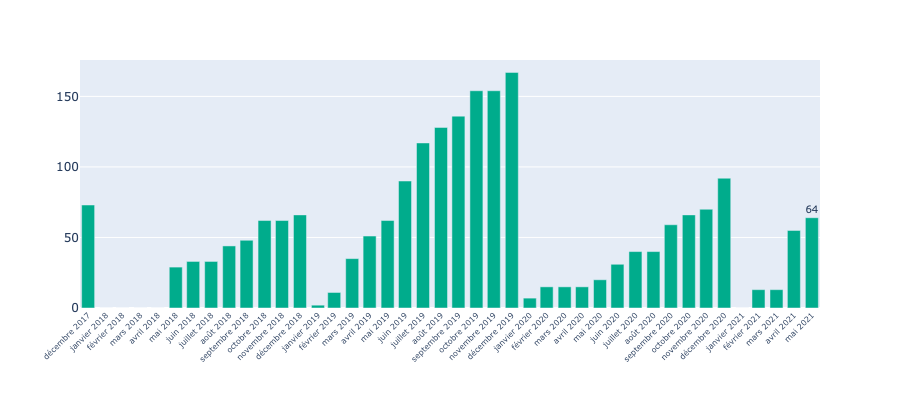 150
100
50
0
64
décembre 2017
janvier 2018
février 2018
mars 2018
avril 2018
mai 2018
juin 2018
juillet 2018
août 2018
septembre 2018
octobre 2018
novembre 2018
décembre 2018
janvier 2019
février 2019
mars 2019
avril 2019
mai 2019
juin 2019
juillet 2019
août 2019
septembre 2019
octobre 2019
novembre 2019
décembre 2019
janvier 2020
février 2020
mars 2020
avril 2020
mai 2020
juin 2020
juillet 2020
août 2020
septembre 2020
octobre 2020
novembre 2020
décembre 2020
janvier 2021
février 2021
mars 2021
avril 2021
mai 2021